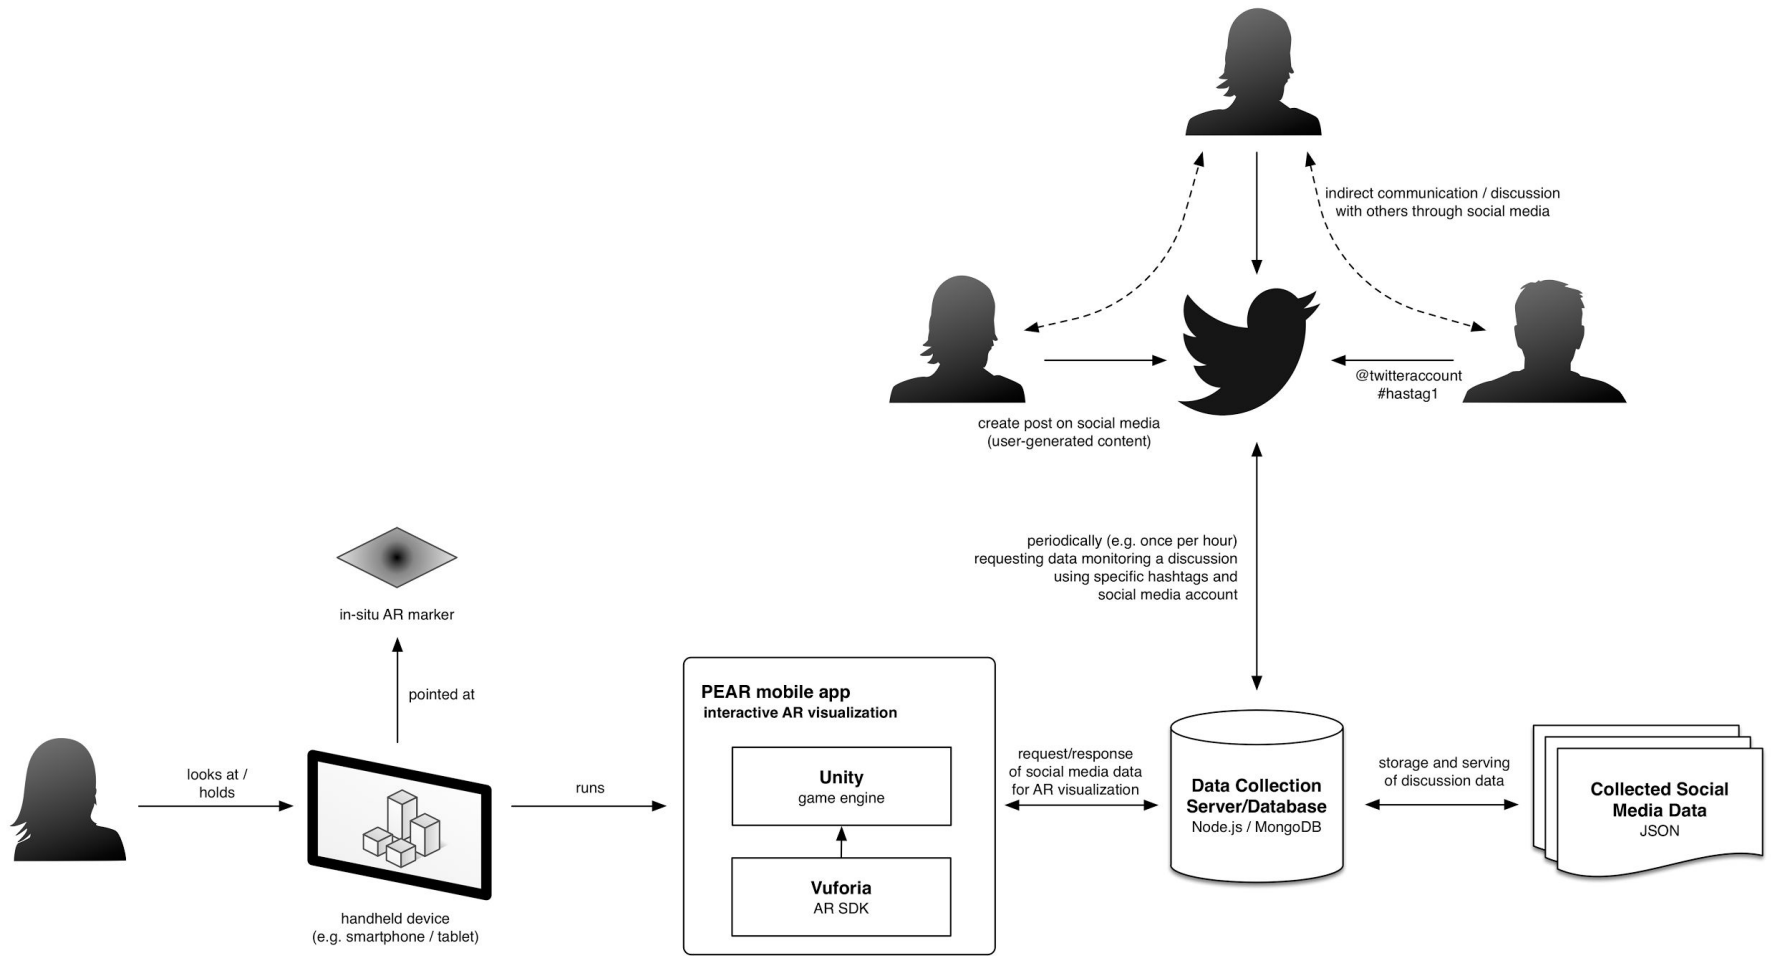 indirect communication / discussion
with others through social media
@twitteraccount
#hastag1
create post on social media
(user-generated content)
periodically (e.g. once per hour)
requesting data monitoring a discussion
using specific hashtags and
social media account
in-situ AR marker
pointed at
looks at /
holds
handheld device
(e.g. smartphone / tablet)
runs
PEAR mobile app
interactive AR visualization
Unity
game engine
Vuforia
AR SDK
request/response
of social media data
for AR visualization
Data Collection
Server/Database
Node.js / MongoDB
storage and serving
of discussion data
Collected Social
Media Data
JSON